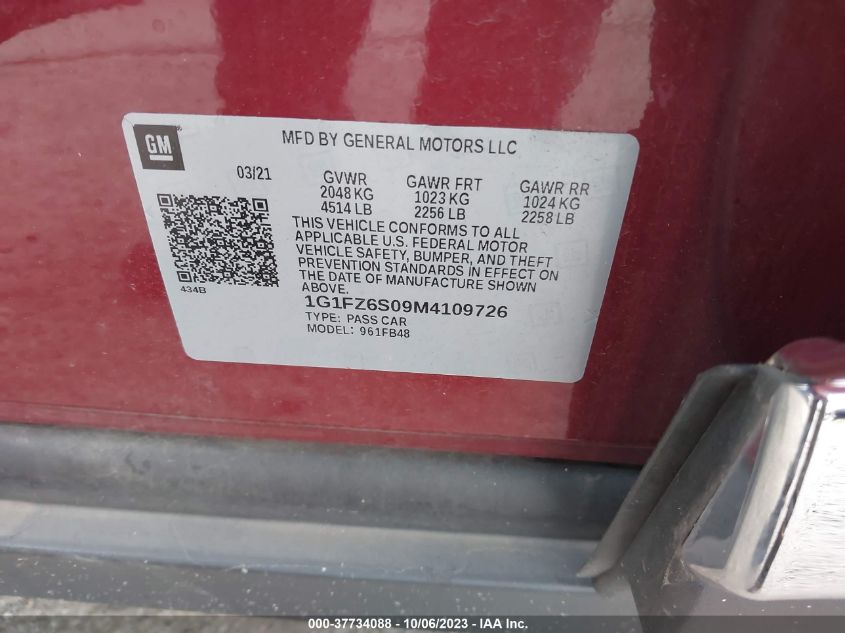 GM
MFD BY GENERAL MOTORS LLC
03/21
GVWR GAWR FRT GAWR RR
2048 KG 1023 KG 1024 KG
4514 LB 2256 LB 2258 LB
THIS VEHICLE CONFORMS TO ALL
APPLICABLE U.S. FEDERAL MOTOR
VEHICLE SAFETY, BUMPER, AND THEFT
PREVENTION STANDARDS IN EFFECT ON
THE DATE OF MANUFACTURE SHOWN
ABOVE.
434B
1G1FZ6S09M4109726
TYPE: PASS CAR
MODEL: 961FB48
000-37734088 - 10/06/2023 - IAA Inc.